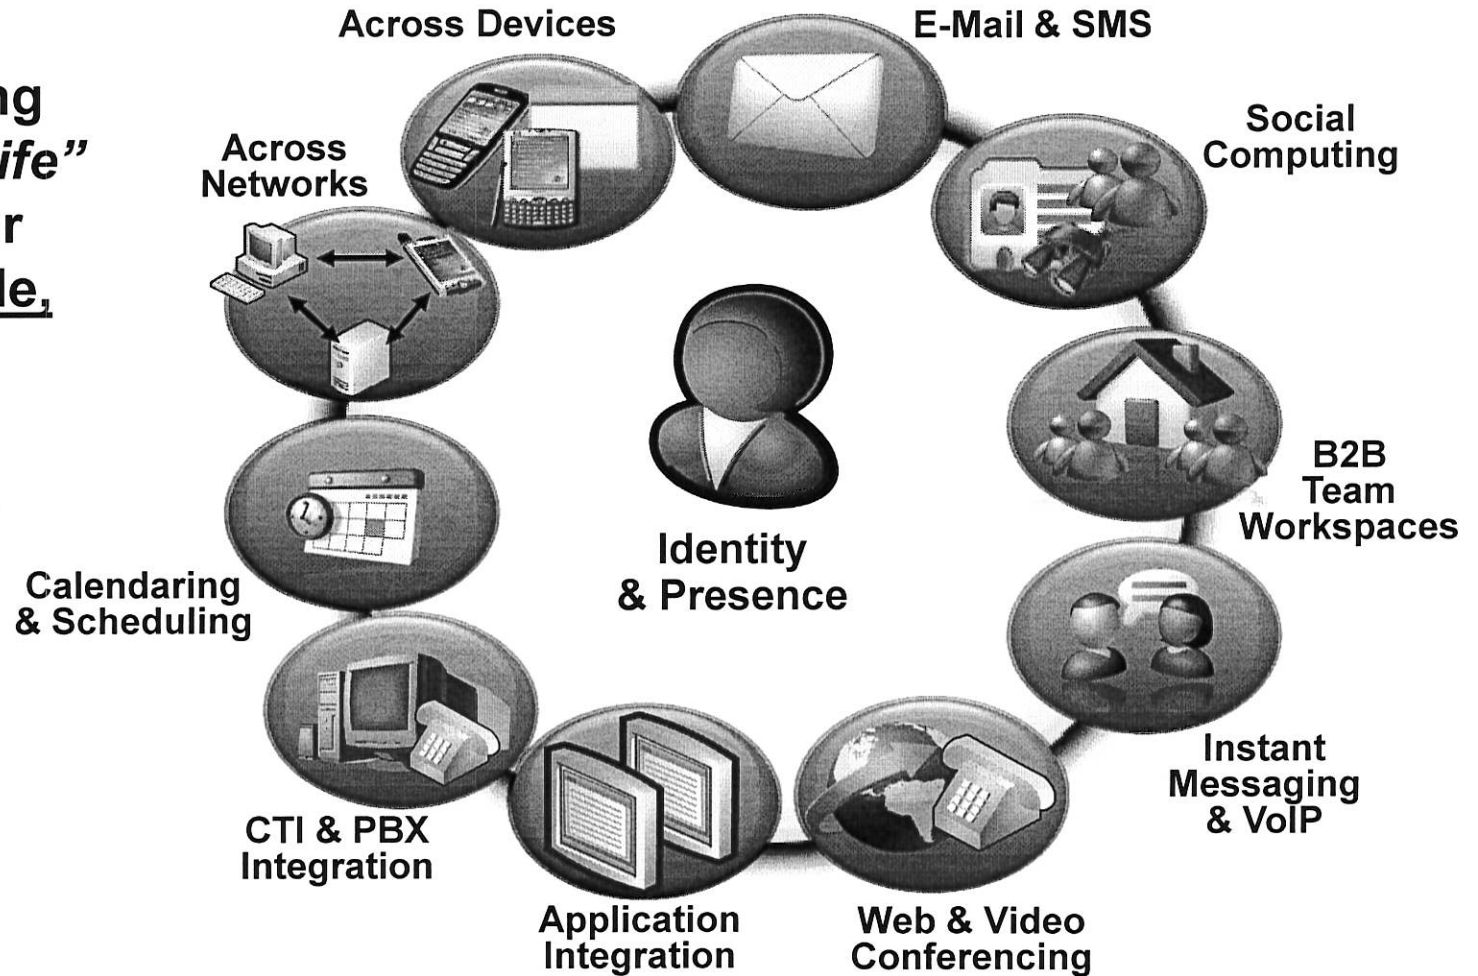 Across Devices
E-Mail & SMS
Social
Computing
Across
Networks
B2B
Team
Workspaces
Identity
& Presence
Calendaring
& Scheduling
Instant
Messaging
& VoIP
CTI & PBX
Integration
Application
Integration
Web & Video
Conferencing